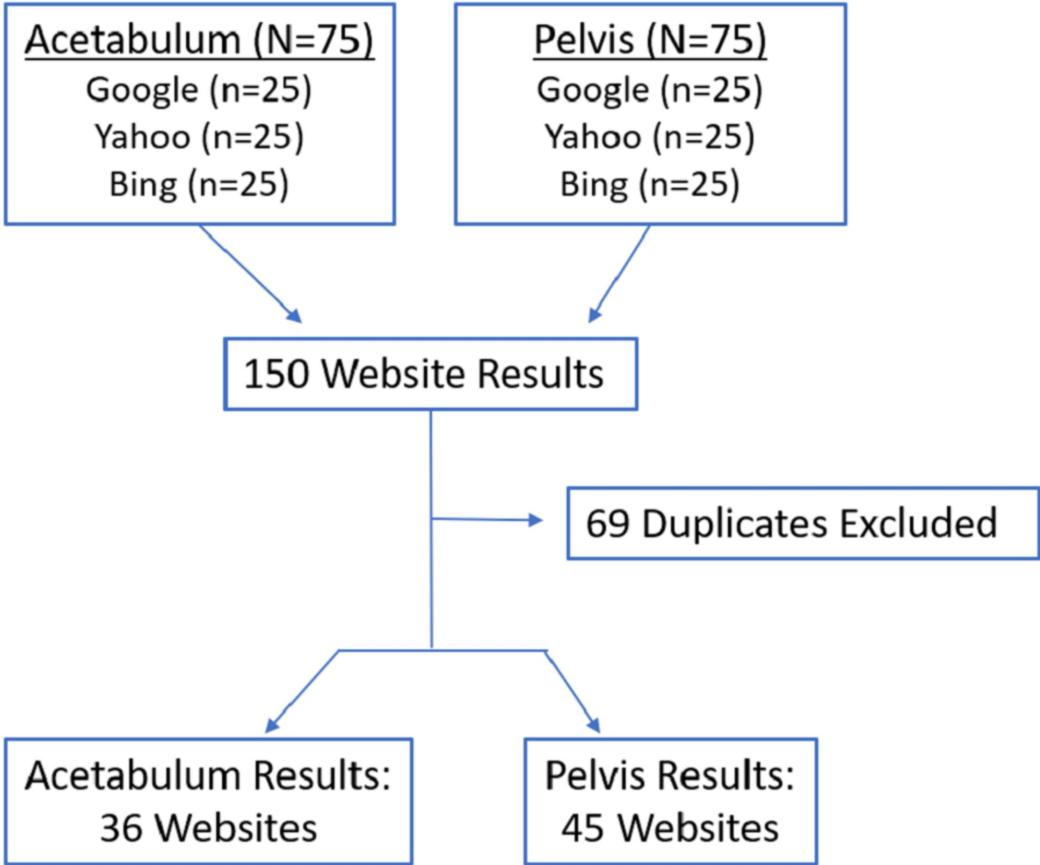 Acetabulum (N=75)
Google (n=25)
Yahoo (n=25)
Bing (n=25)
Pelvis (N=75)
Google (n=25)
Yahoo (n=25)
Bing (n=25)
150 Website Results
69 Duplicates Excluded
Acetabulum Results:
36 Websites
Pelvis Results:
45 Websites